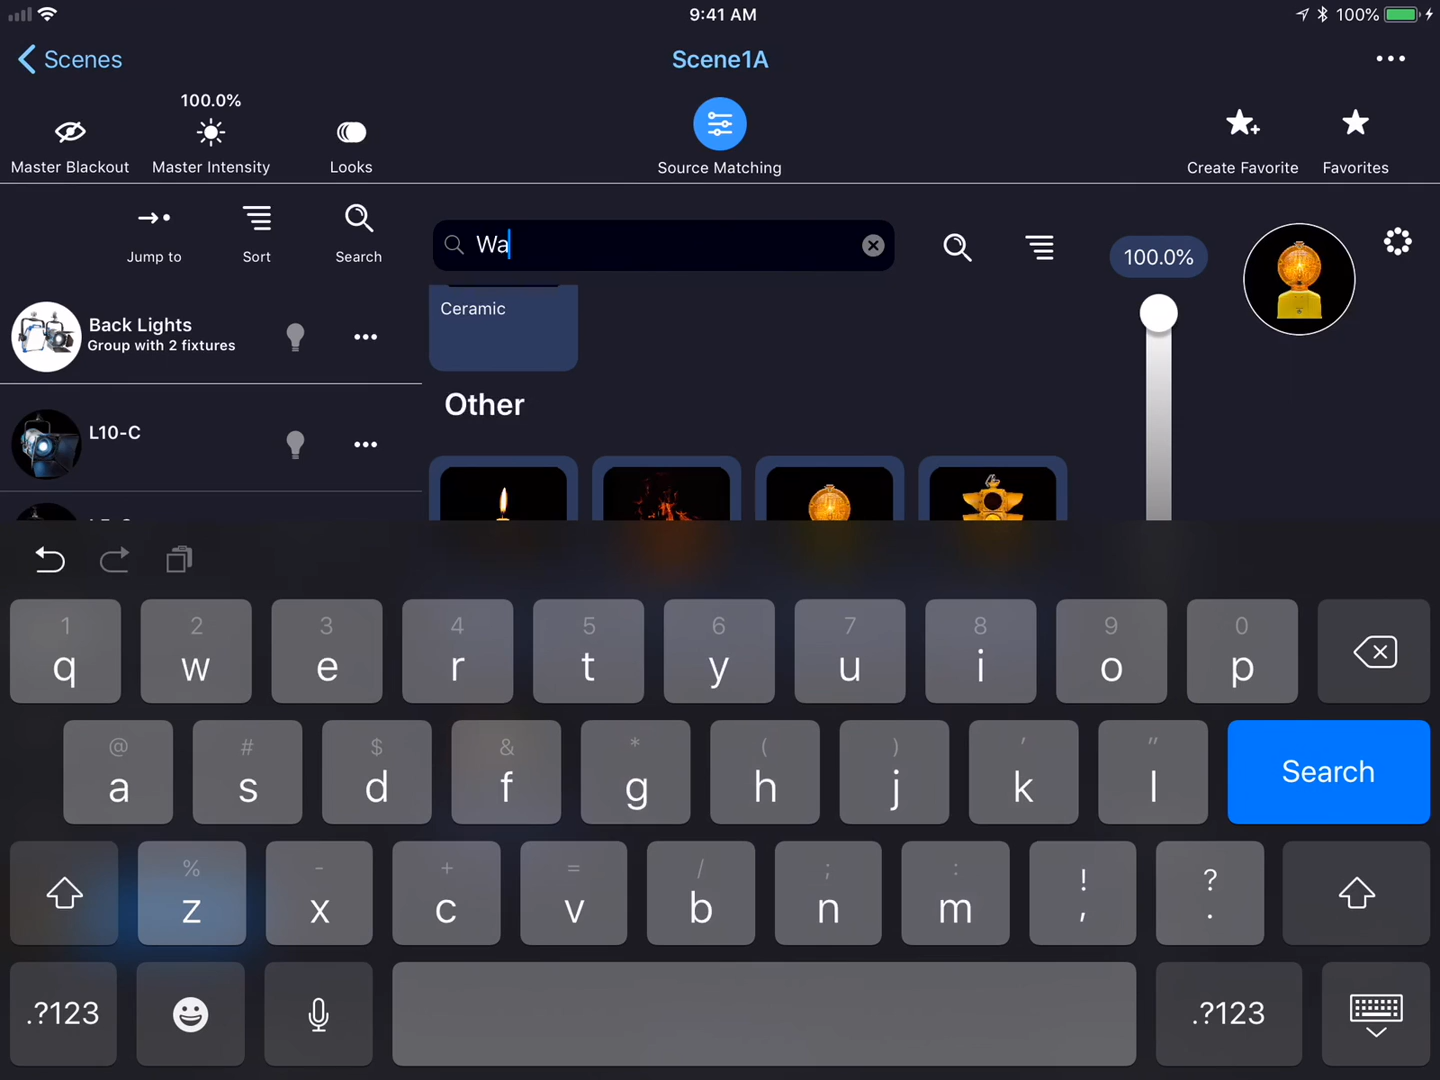 9:41 AM
100%
Scenes
Scene1A
100.0%
Master Blackout
Master Intensity
Looks
Source Matching
Create Favorite
Favorites
Jump to
Sort
Search
Wa
100.0%
Ceramic
Back Lights
Group with 2 fixtures
Other
L10-C
1 2 3 4 5 6 7 8 9 0
q w e r t y u i o p
@ # $ & * ( ) ' "
a s d f g h j k l
Search
% - + = / ; : ! ?
z x c v b n m , .
.?123
.?123